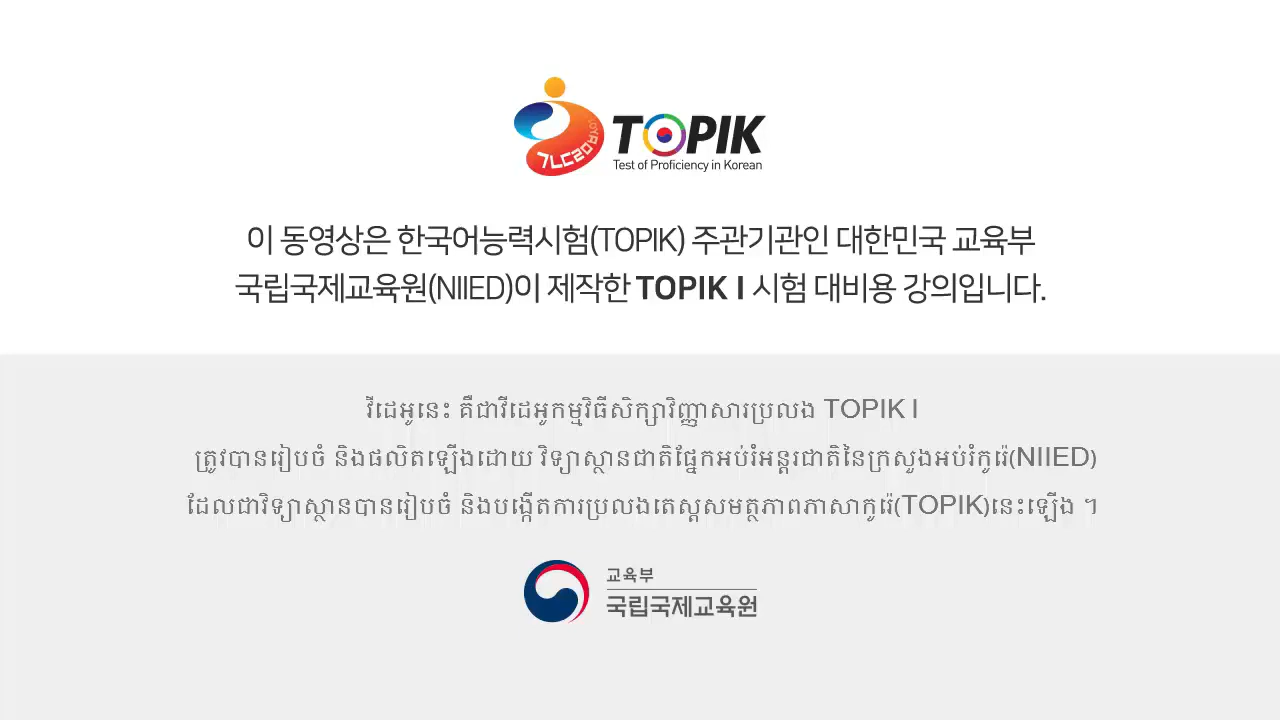 ㄱㄴㄷㄹㅁㅂ
TOPIK
Test of Proficiency in Korean
이 동영상은 한국어능력시험(TOPIK) 주관기관인 대한민국 교육부
국립국제교육원(NIIED)이 제작한 TOPIK I 시험 대비용 강의입니다.
វីដេអូនេះ គឺជាវីដេអូកម្មវិធីសិក្សាវិញ្ញាសារប្រលង TOPIK I
ត្រូវបានរៀបចំ និងផលិតឡើងដោយ វិទ្យាស្ថានជាតិផ្នែកអប់រំអន្តរជាតិនៃក្រសួងអប់រំកូរ៉េ(NIIED)
ដែលជាវិទ្យាស្ថានបានរៀបចំ និងបង្កើតការប្រលងតេស្តសមត្ថភាពភាសាកូរ៉េ(TOPIK)នេះឡើង ។
교육부
국립국제교육원